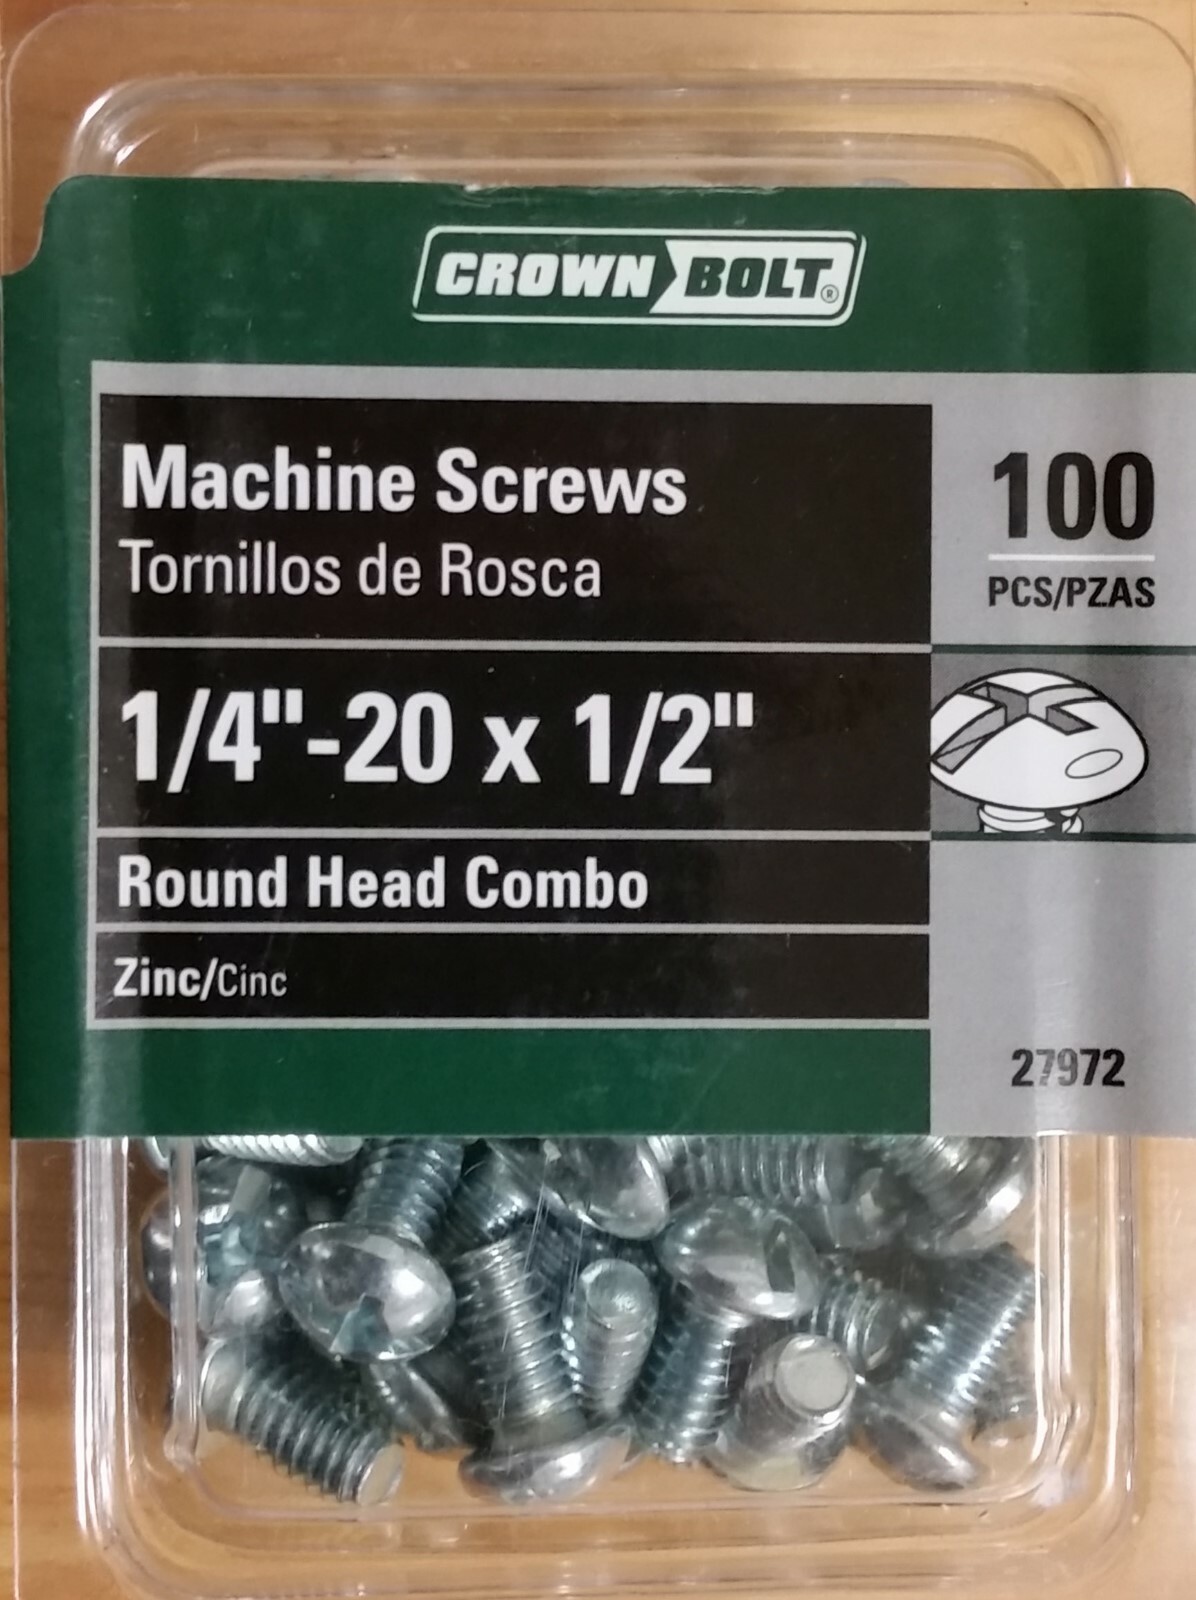 CROWN BOLT®
Machine Screws
Tornillos de Rosca
100
PCS/PZAS
1/4"-20 x 1/2"
Round Head Combo
Zinc/Cinc
27972